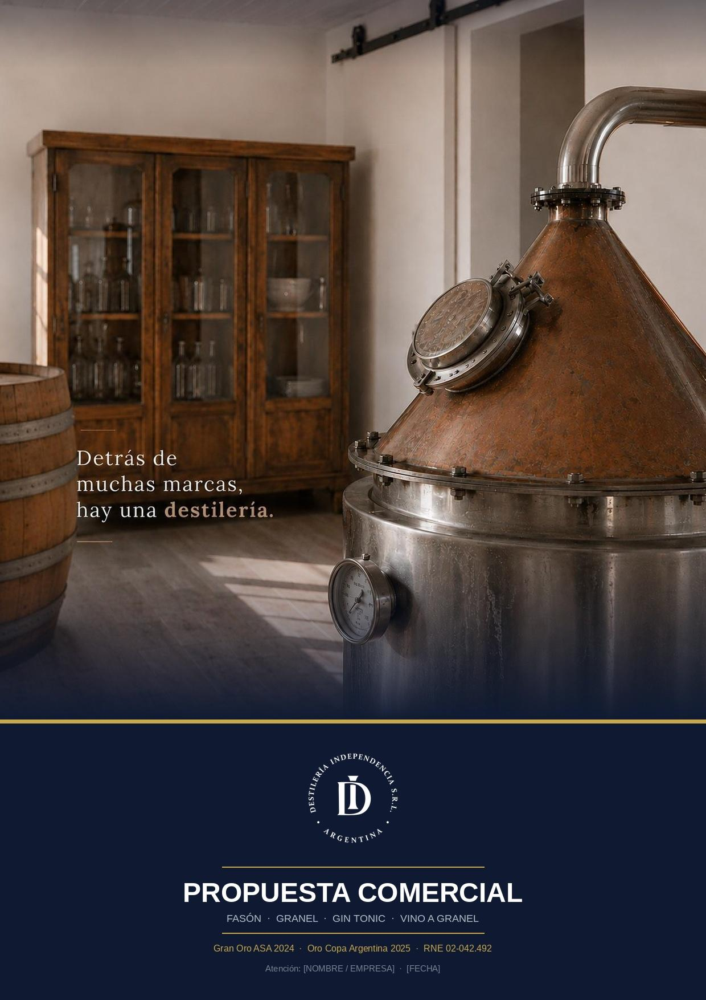 Detrás de
muchas marcas,
hay una destilería.
DESTILERÍA INDEPENDENCIA S.R.L.
DI
ARGENTINA
PROPUESTA COMERCIAL
FASÓN · GRANEL · GIN TONIC · VINO A GRANEL
Gran Oro ASA 2024 · Oro Copa Argentina 2025 · RNE 02-042.492
Atención: [NOMBRE / EMPRESA] · [FECHA]